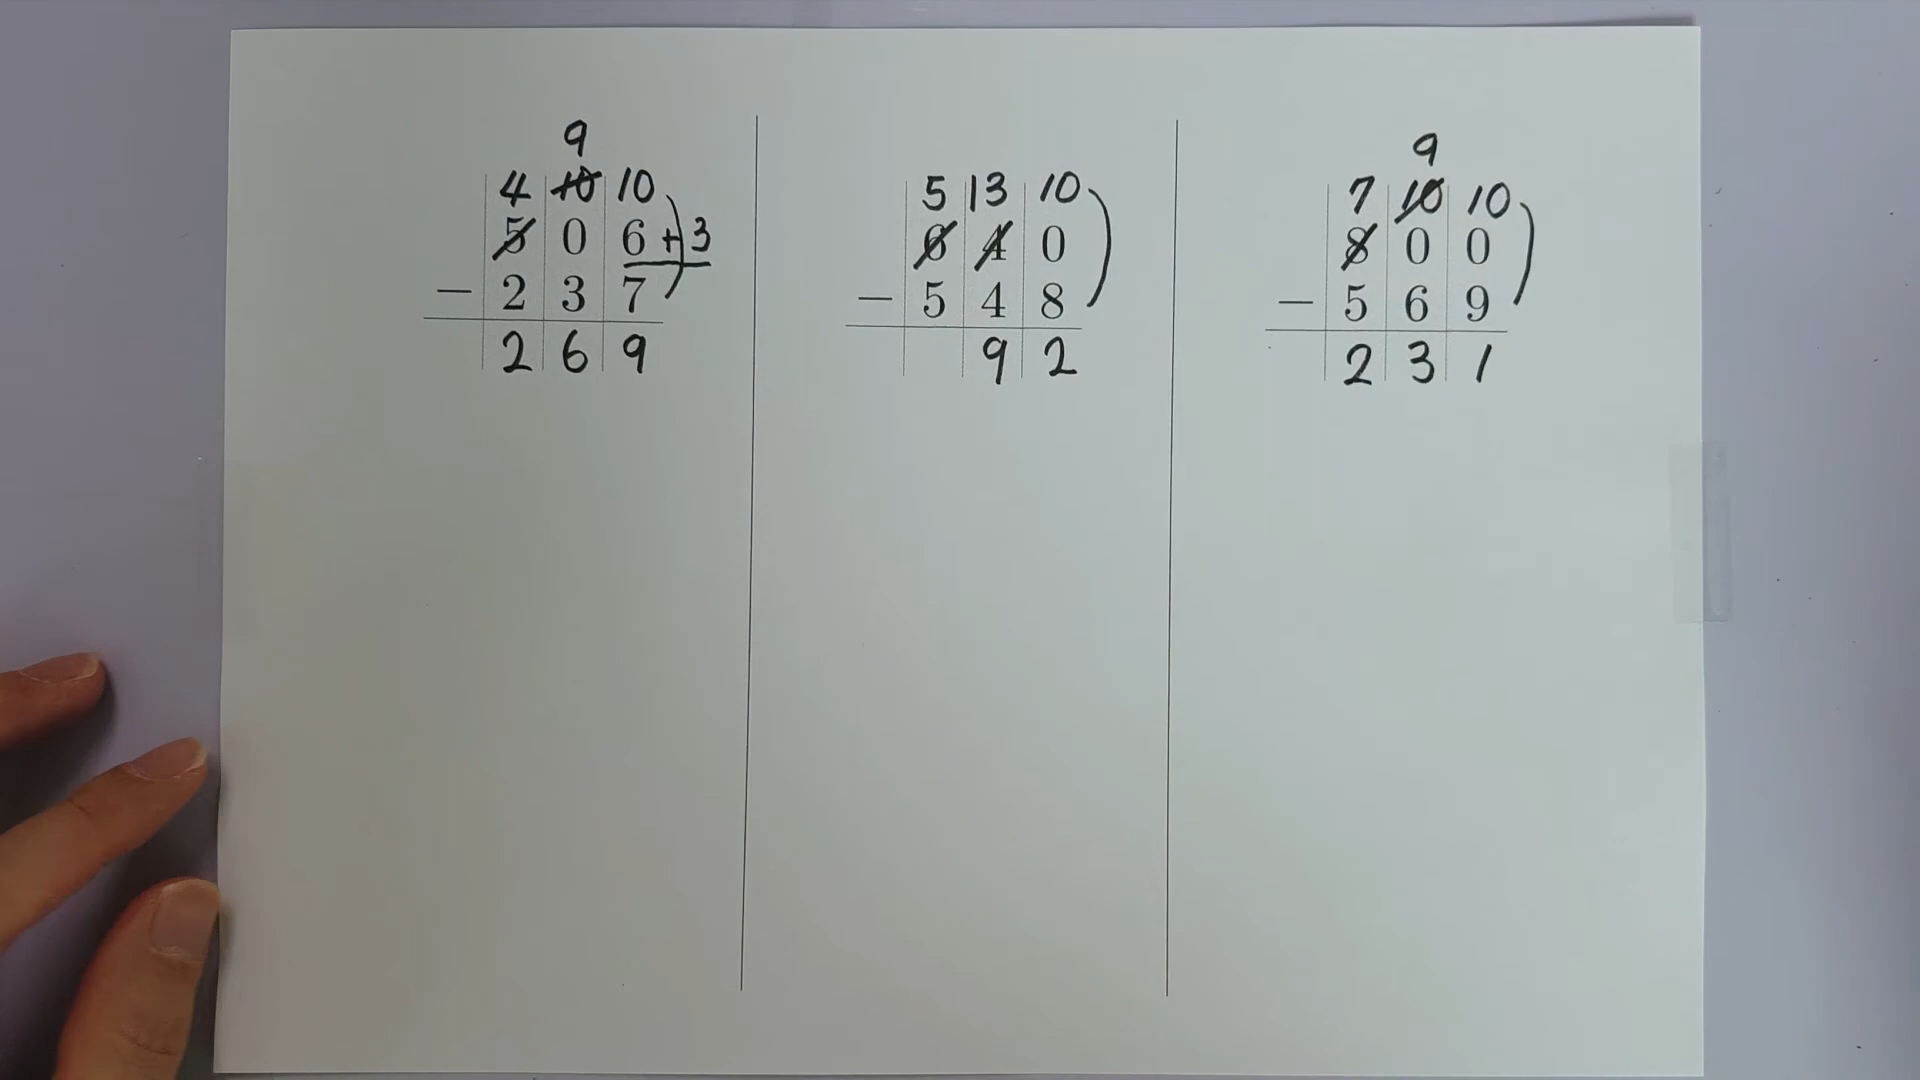 9
4 10 10
5 0 6 + 3
− 2 3 7
2 6 9
5 13 10
6 4 0
− 5 4 8
9 2
9
7 10 10
8 0 0
− 5 6 9
2 3 1